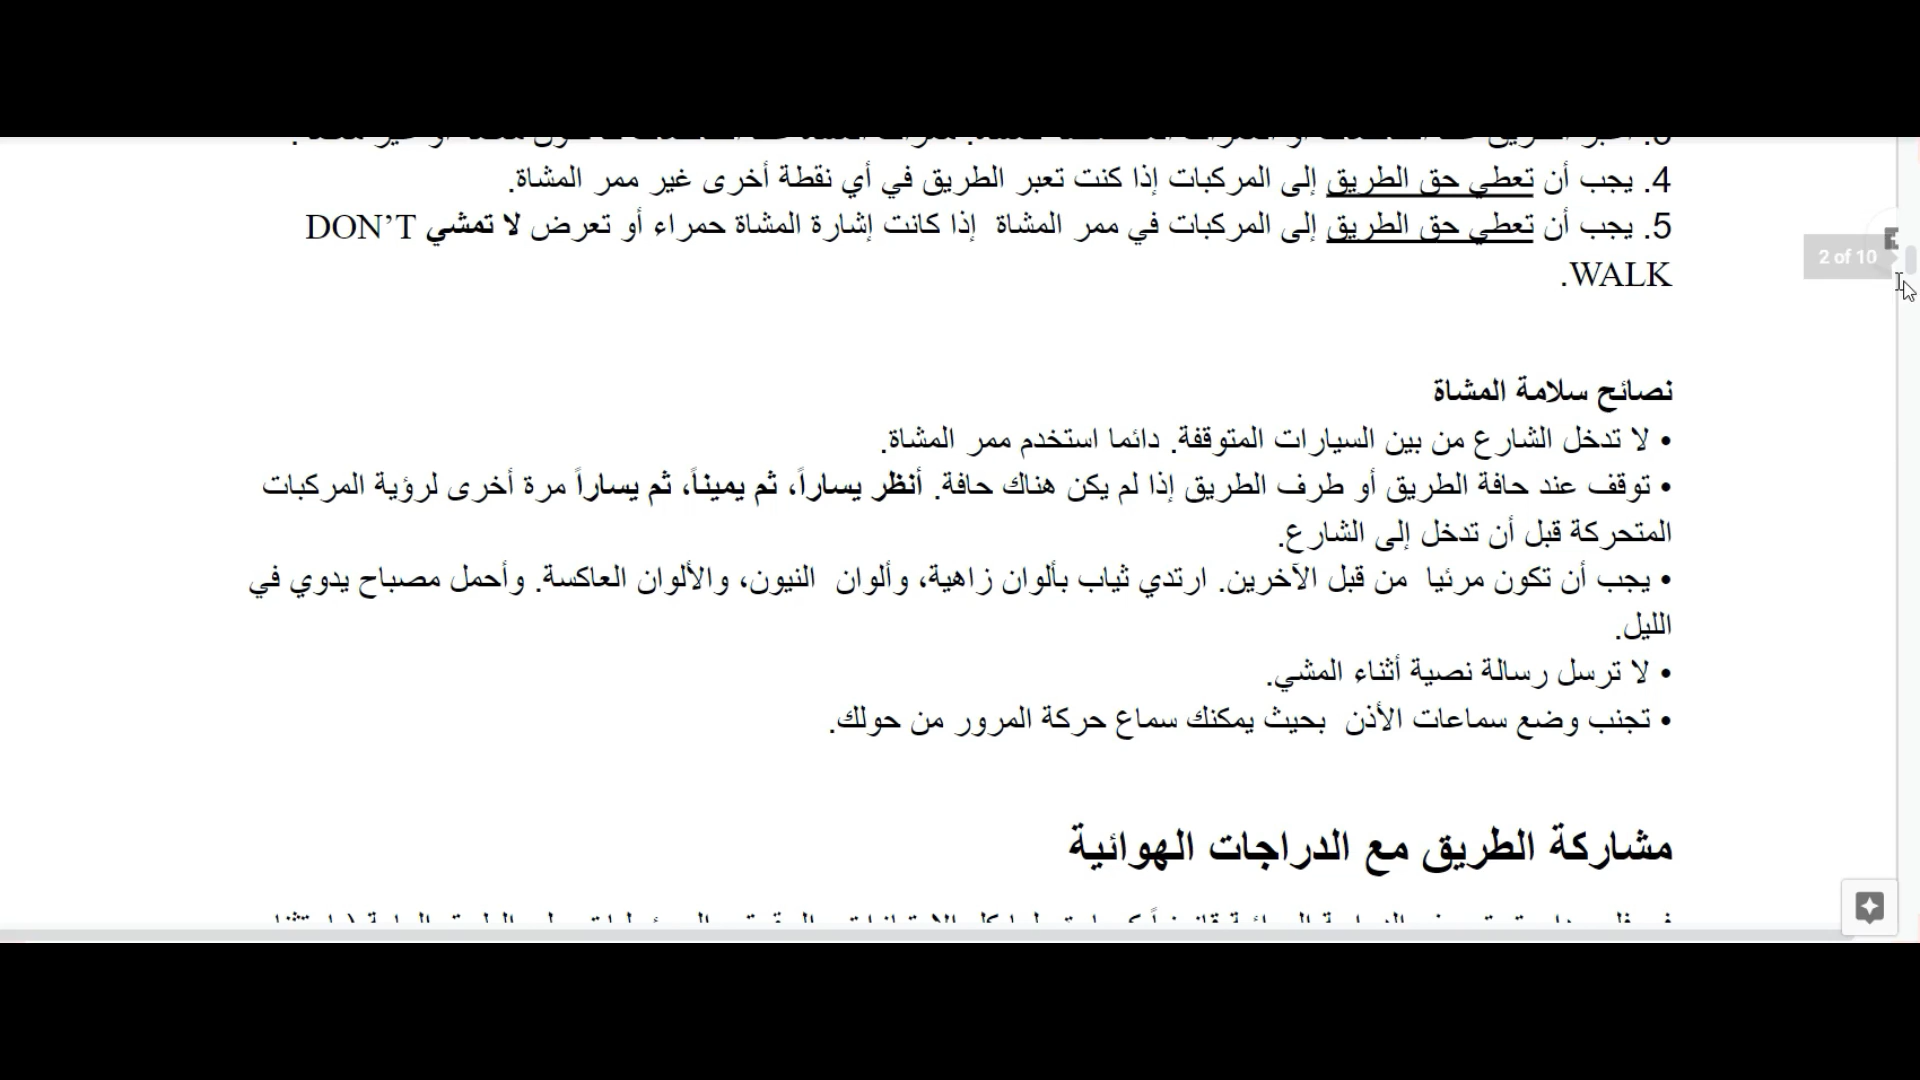 4. يجب أن تعطي حق الطريق إلى المركبات إذا كنت تعبر الطريق في أي نقطة أخرى غير ممر المشاة.
5. يجب أن تعطي حق الطريق إلى المركبات في ممر المشاة إذا كانت إشارة المشاة حمراء أو تعرض لا تمشي DON’T
WALK.
2 of 10
نصائح سلامة المشاة
• لا تدخل الشارع من بين السيارات المتوقفة. دائما استخدم ممر المشاة.
• توقف عند حافة الطريق أو طرف الطريق إذا لم يكن هناك حافة. أنظر يساراً، ثم يميناً، ثم يساراً مرة أخرى لرؤية المركبات
المتحركة قبل أن تدخل إلى الشارع.
• يجب أن تكون مرئيا من قبل الآخرين. ارتدي ثياب بألوان زاهية، وألوان النيون، والألوان العاكسة. وأحمل مصباح يدوي في
الليل.
• لا ترسل رسالة نصية أثناء المشي.
• تجنب وضع سماعات الأذن بحيث يمكنك سماع حركة المرور من حولك.
مشاركة الطريق مع الدراجات الهوائية